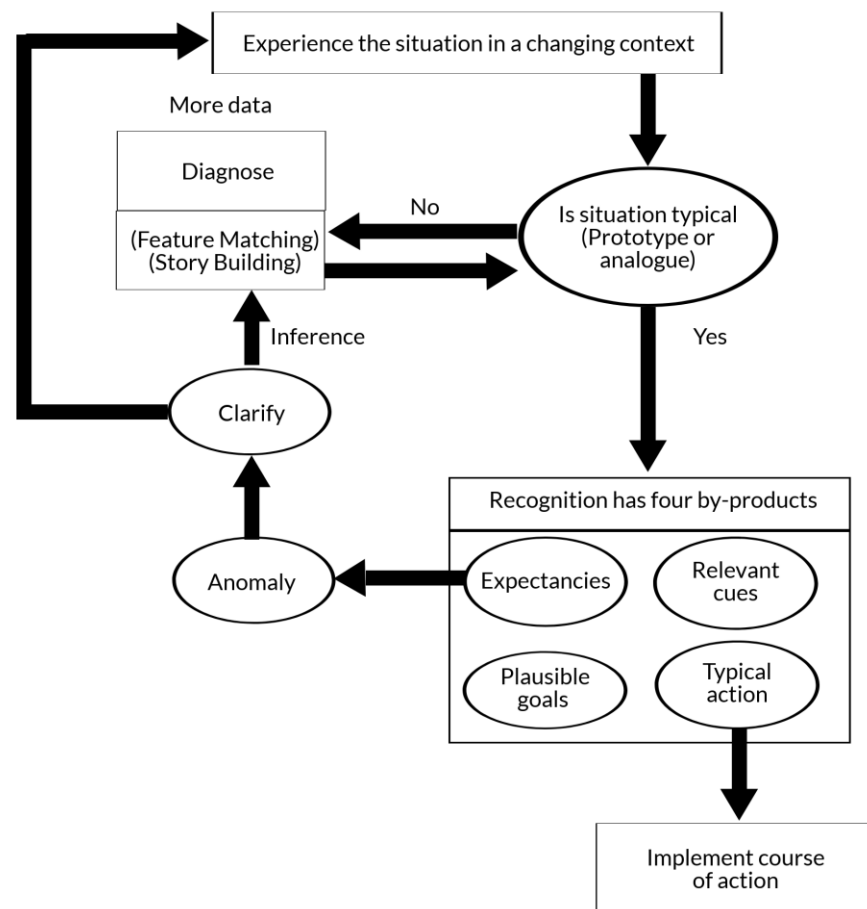 Experience the situation in a changing context
More data
Diagnose
(Feature Matching)
(Story Building)
No
Is situation typical
(Prototype or
analogue)
Inference
Yes
Clarify
Recognition has four by-products
Anomaly
Expectancies
Relevant
cues
Plausible
goals
Typical
action
Implement course
of action